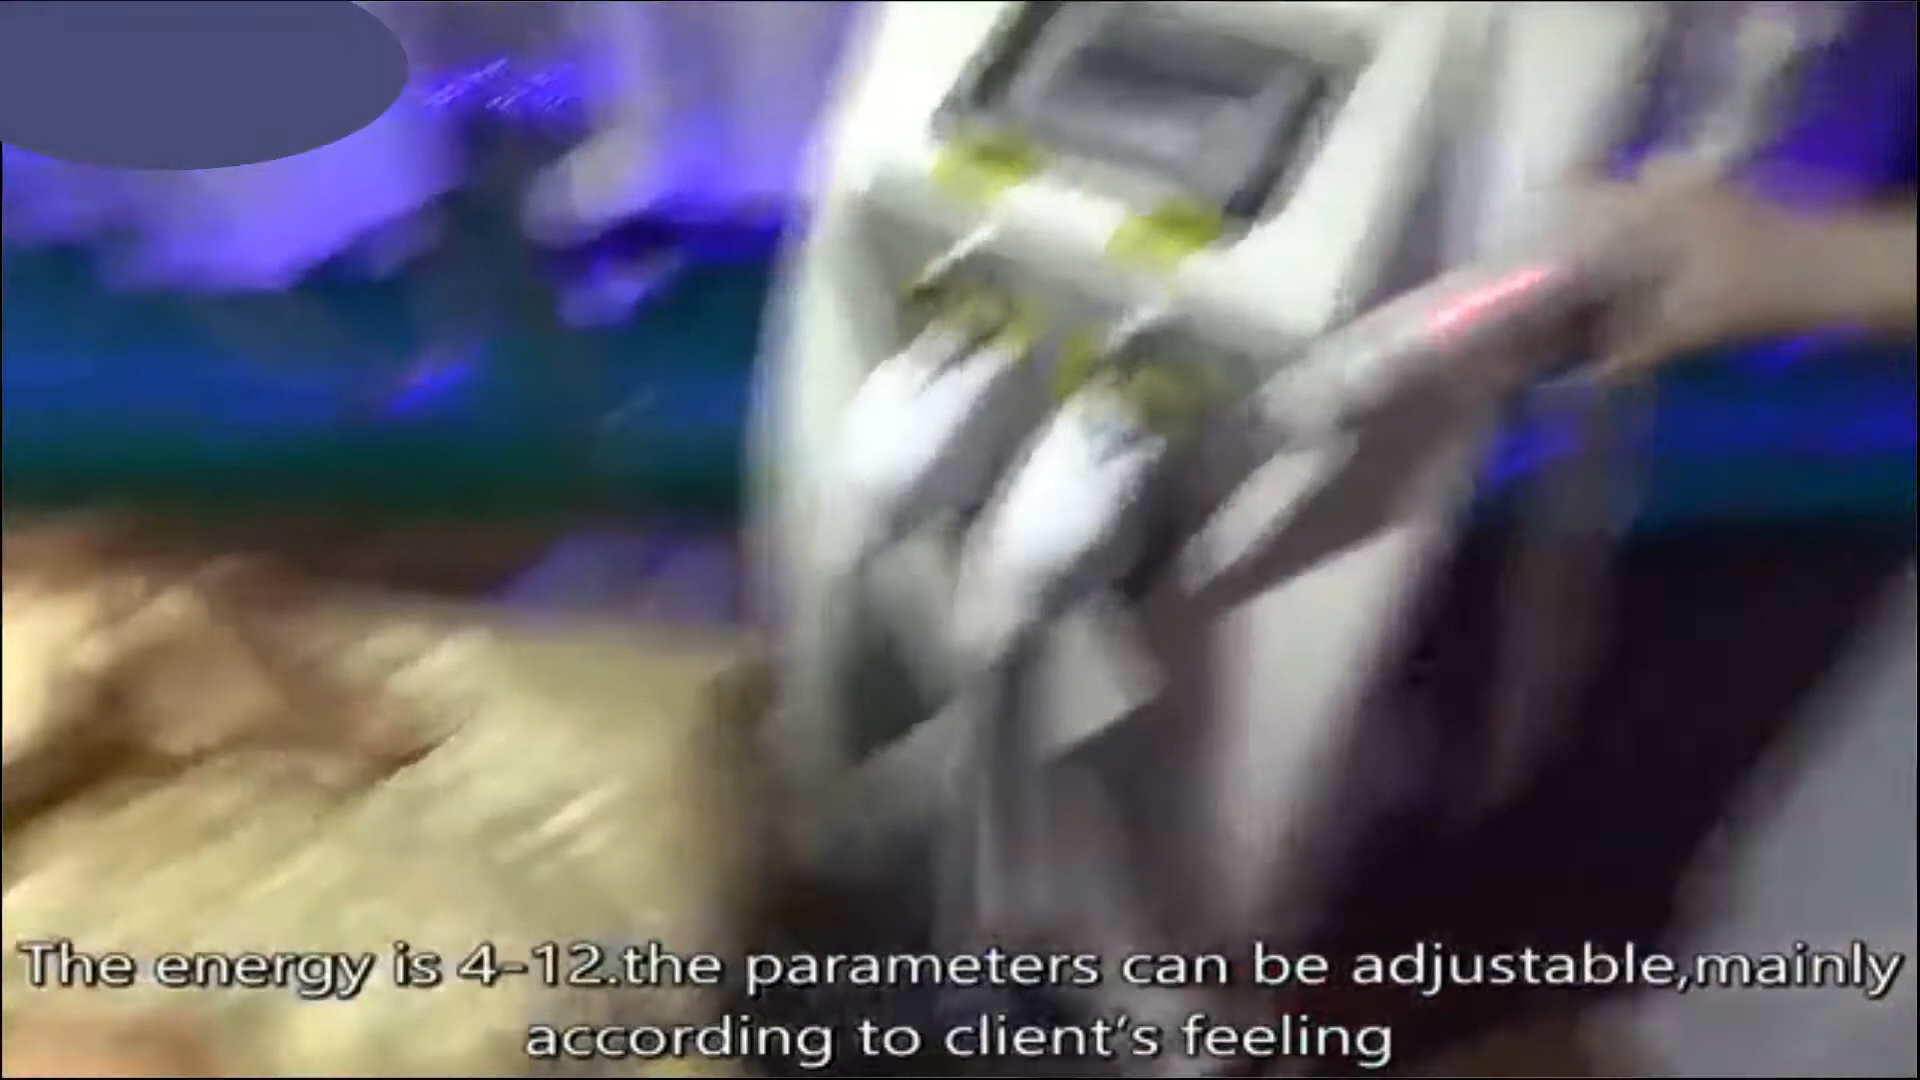 The energy is 4-12.the parameters can be adjustable,mainly
according to client's feeling